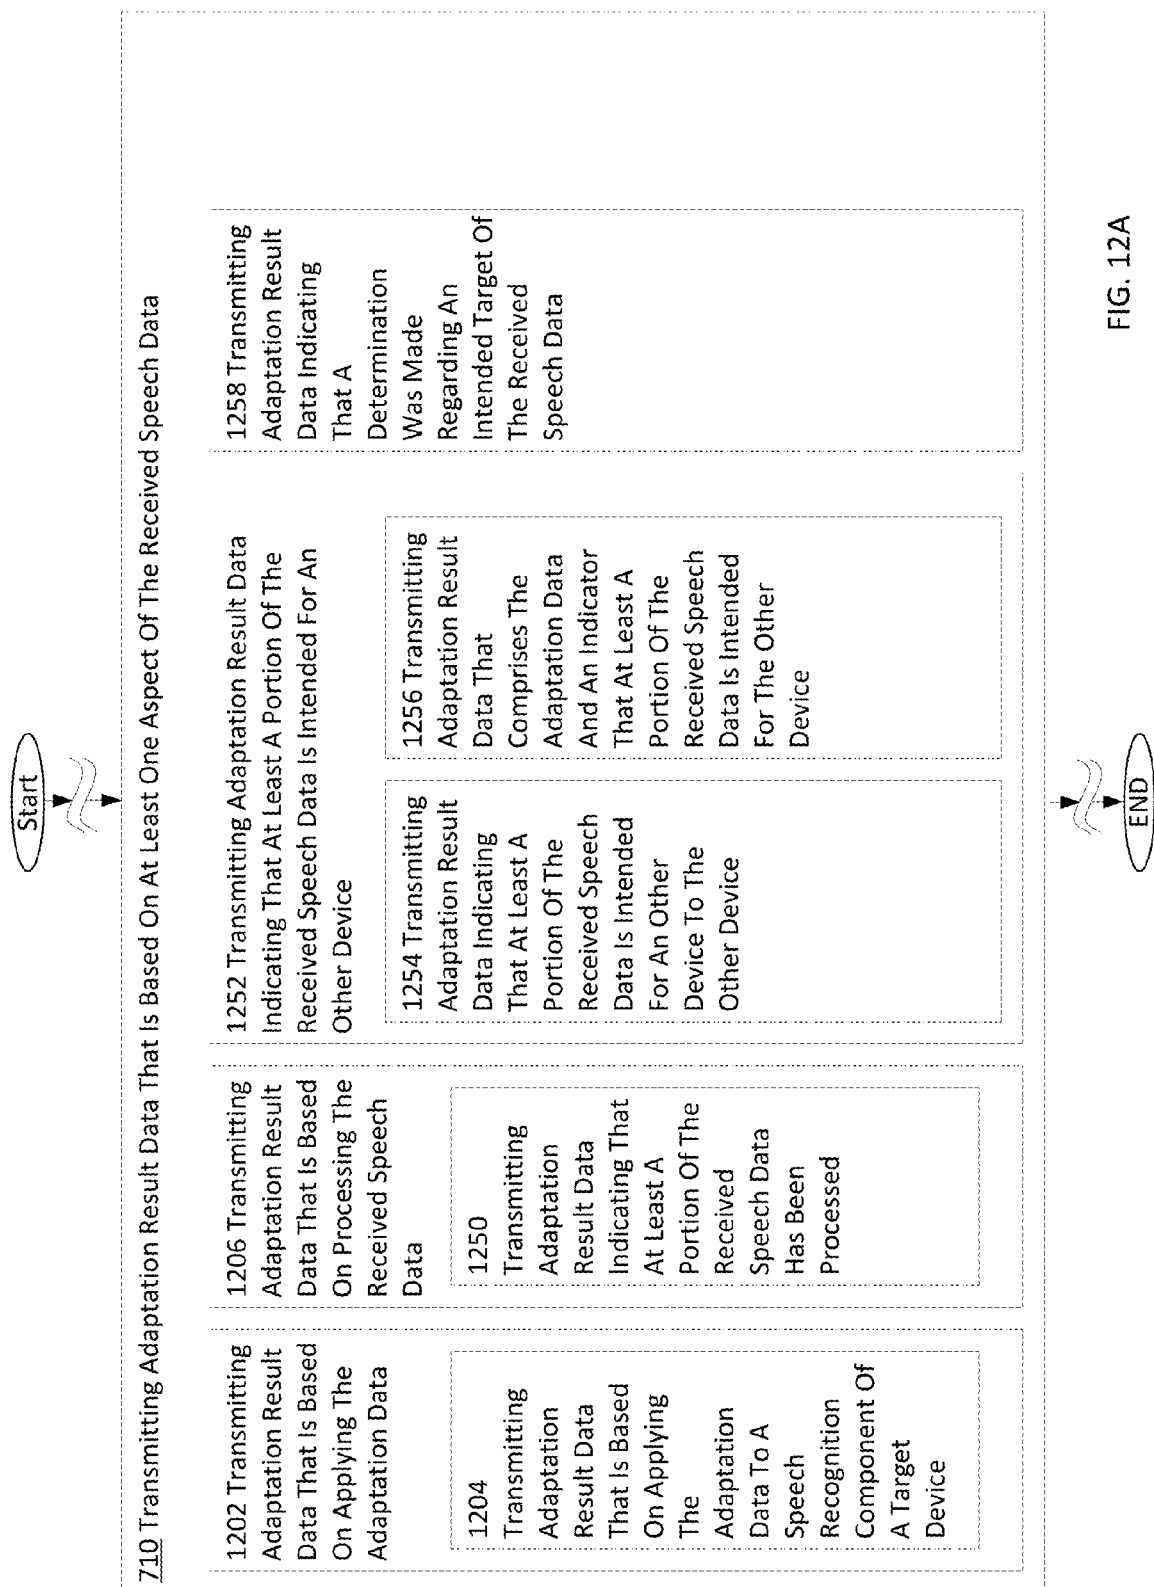 Start
710 Transmitting Adaptation Result Data That Is Based On At Least One Aspect Of The Received Speech Data
1202 Transmitting
Adaptation Result
Data That Is Based
On Applying The
Adaptation Data
1204
Transmitting
Adaptation
Result Data
That Is Based
On Applying
The
Adaptation
Data To A
Speech
Recognition
Component Of
A Target
Device
1206 Transmitting
Adaptation Result
Data That Is Based
On Processing The
Received Speech
Data
1250
Transmitting
Adaptation
Result Data
Indicating That
At Least A
Portion Of The
Received
Speech Data
Has Been
Processed
1252 Transmitting Adaptation Result Data
Indicating That At Least A Portion Of The
Received Speech Data Is Intended For An
Other Device
1254 Transmitting
Adaptation Result
Data Indicating
That At Least A
Portion Of The
Received Speech
Data Is Intended
For An Other
Device To The
Other Device
1256 Transmitting
Adaptation Result
Data That
Comprises The
Adaptation Data
And An Indicator
That At Least A
Portion Of The
Received Speech
Data Is Intended
For The Other
Device
1258 Transmitting
Adaptation Result
Data Indicating
That A
Determination
Was Made
Regarding An
Intended Target Of
The Received
Speech Data
END
FIG. 12A